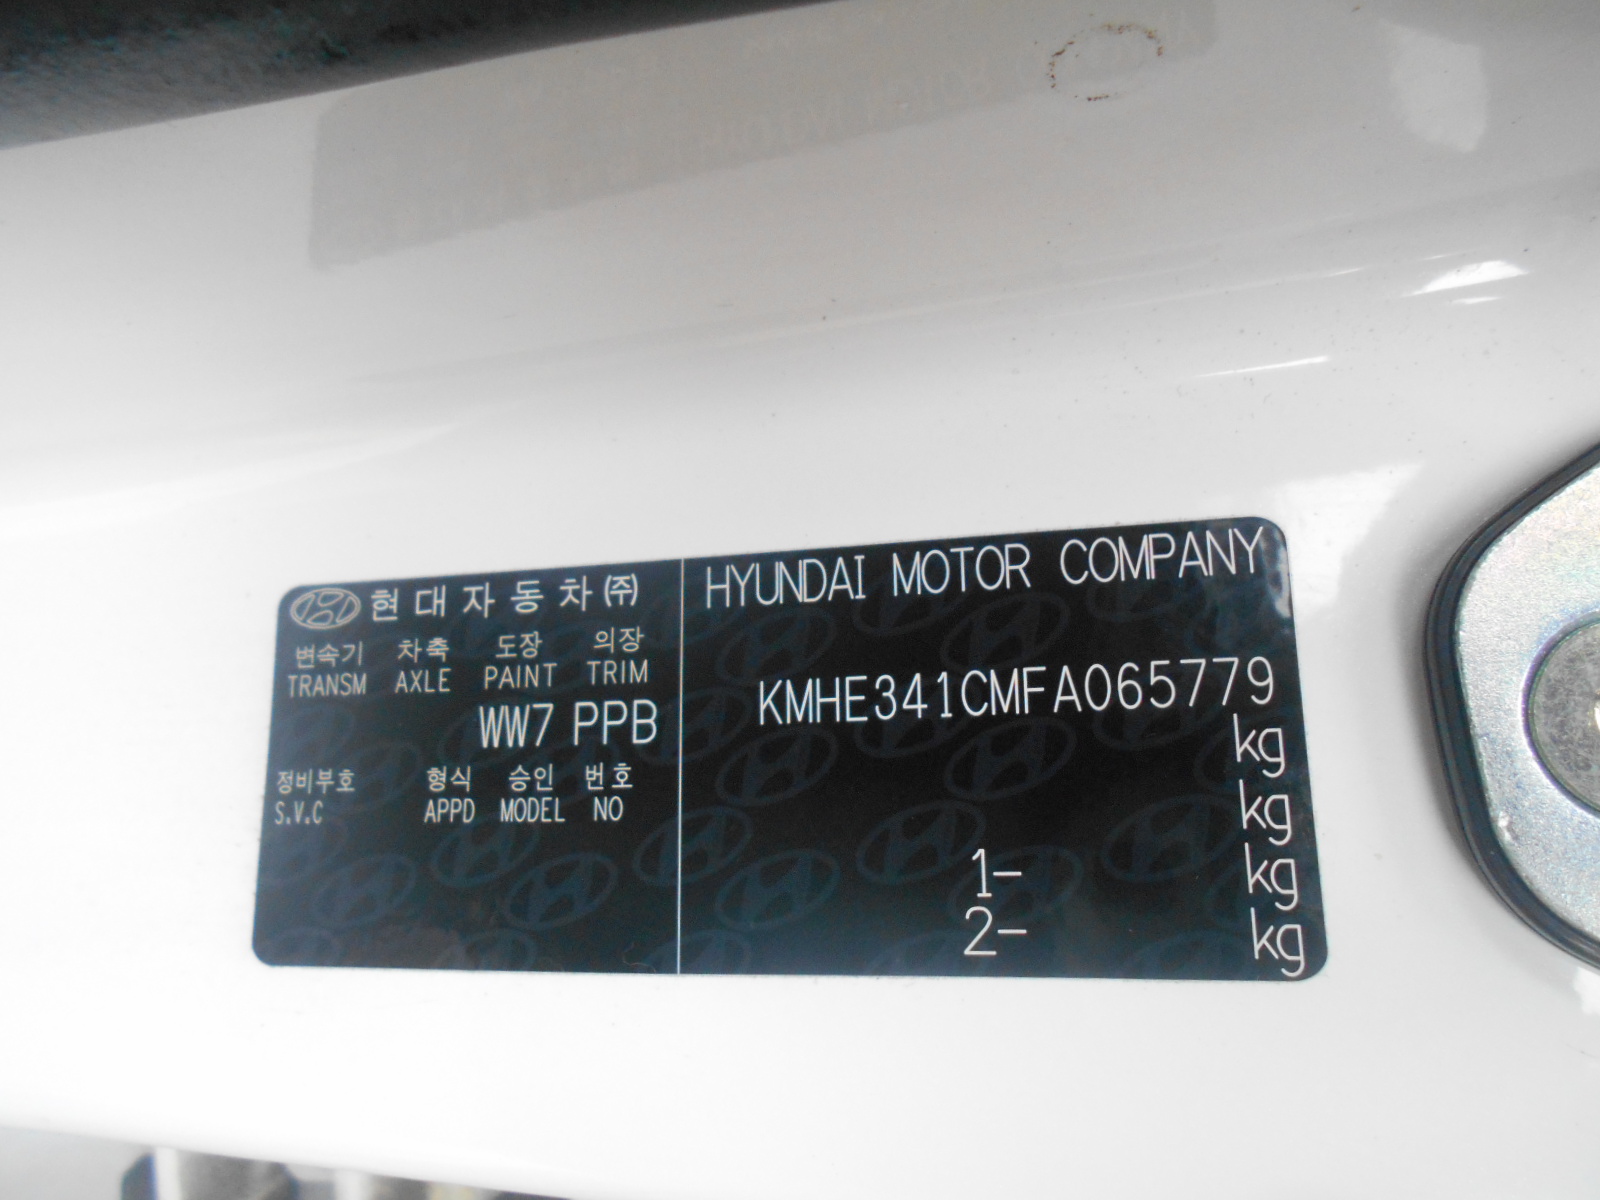 현대자동차(주)
변속기 차축 도장 의장
TRANSM AXLE PAINT TRIM
WW7 PPB
정비부호 형식 승인 번호
S.V.C APPD MODEL NO
HYUNDAI MOTOR COMPANY
KMHE341CMFA065779
kg
kg
1- kg
2- kg